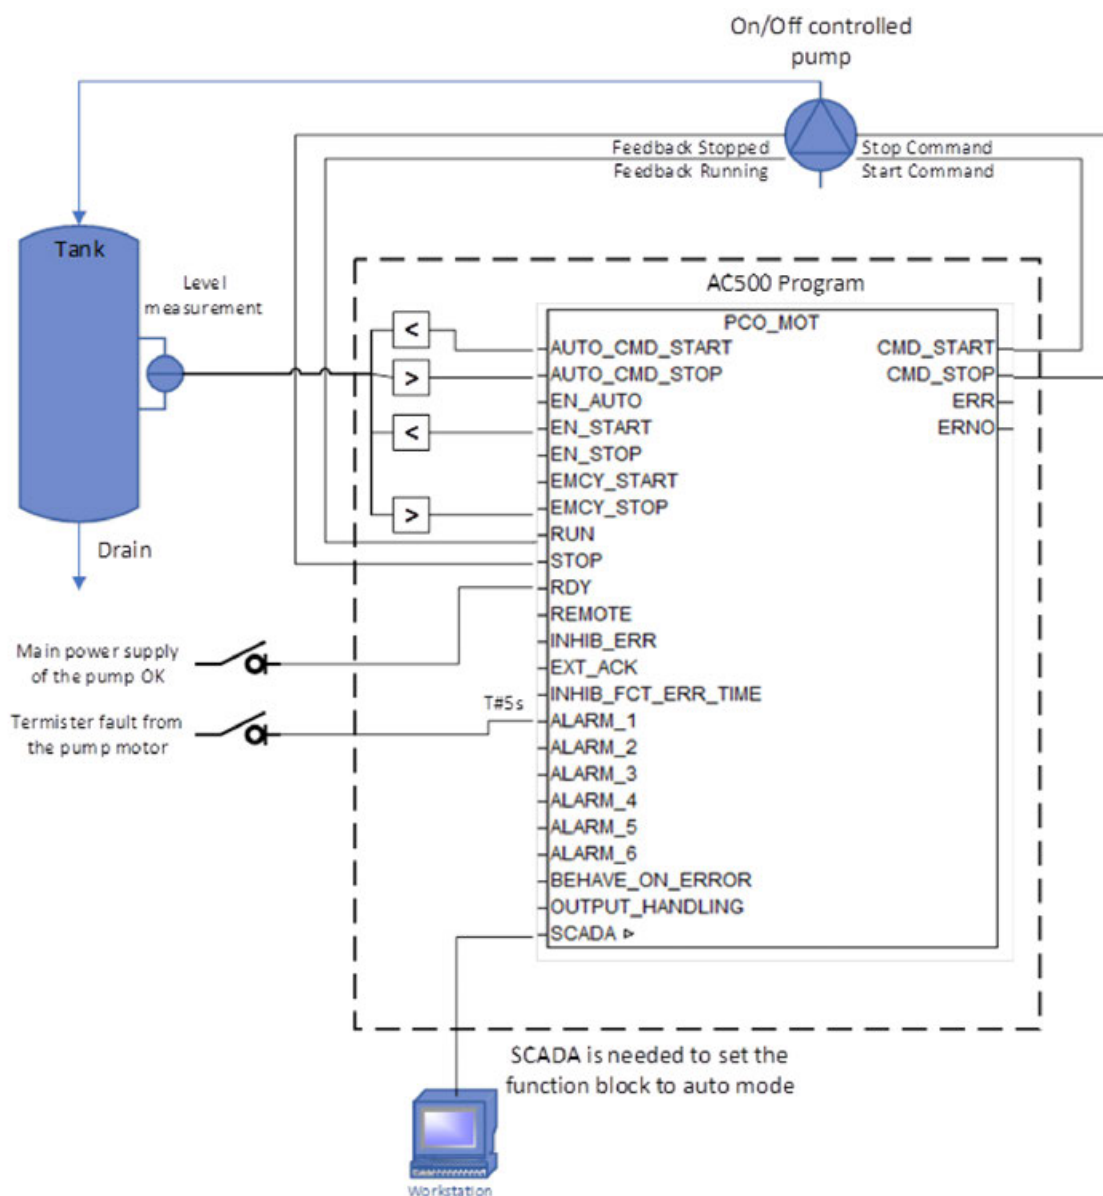 On/Off controlled
pump
Feedback Stopped
Feedback Running
Stop Command
Start Command
Tank
Level
measurement
Drain
AC500 Program
PCO_MOT
<
>
<
>
AUTO_CMD_START
AUTO_CMD_STOP
EN_AUTO
EN_START
EN_STOP
EMCY_START
EMCY_STOP
RUN
STOP
RDY
REMOTE
INHIB_ERR
EXT_ACK
INHIB_FCT_ERR_TIME
ALARM_1
ALARM_2
ALARM_3
ALARM_4
ALARM_5
ALARM_6
BEHAVE_ON_ERROR
OUTPUT_HANDLING
SCADA
CMD_START
CMD_STOP
ERR
ERNO
Main power supply
of the pump OK
T#5s
Termister fault from
the pump motor
SCADA is needed to set the
function block to auto mode
Workstation